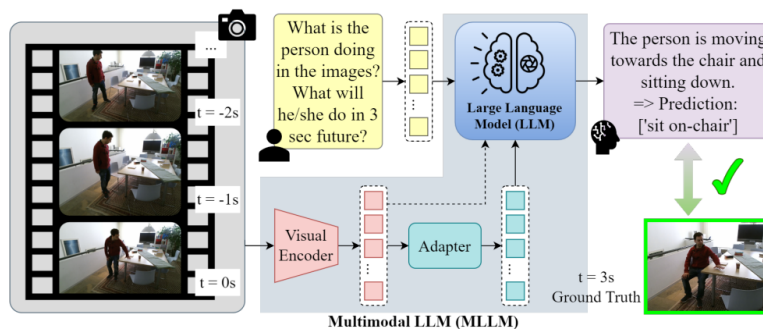 ...
t = -2s
t = -1s
t = 0s
What is the
person doing
in the images?
What will
he/she do in 3
sec future?
Large Language
Model (LLM)
The person is moving
towards the chair and
sitting down.
=> Prediction:
['sit on-chair']
Visual
Encoder
Adapter
t = 3s
Ground Truth
Multimodal LLM (MLLM)